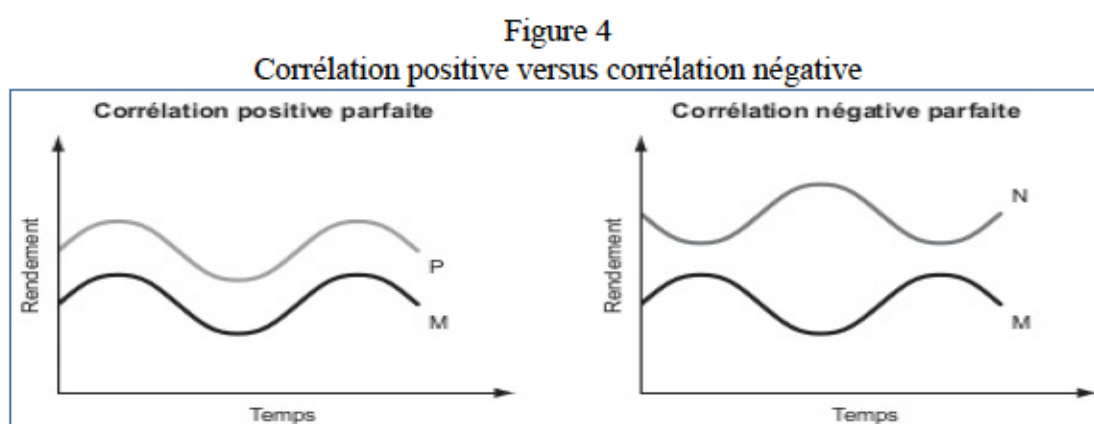 Figure 4
Corrélation positive versus corrélation négative
Corrélation positive parfaite
Rendement
P
M
Temps
Corrélation négative parfaite
Rendement
N
M
Temps